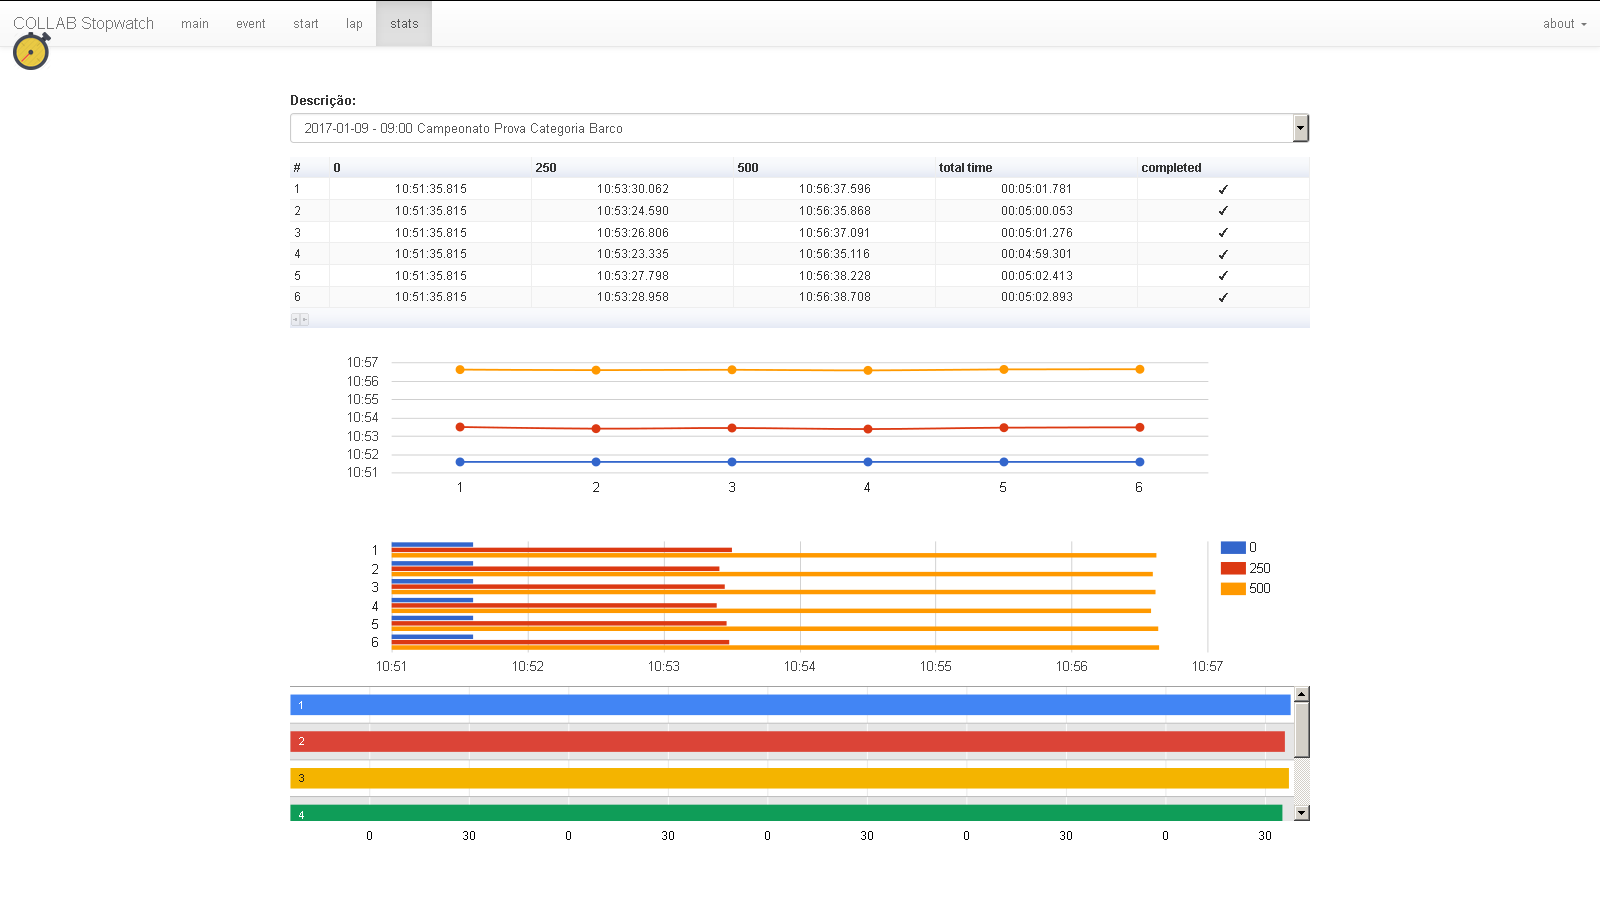 COLLAB Stopwatch main event start lap stats about
Descrição:
2017-01-09 - 09:00 Campeonato Prova Categoria Barco
# 0 250 500 total time completed
1 10:51:35.815 10:53:30.062 10:56:37.596 00:05:01.781 ✓
2 10:51:35.815 10:53:24.590 10:56:35.868 00:05:00.053 ✓
3 10:51:35.815 10:53:26.806 10:56:37.091 00:05:01.276 ✓
4 10:51:35.815 10:53:23.335 10:56:35.116 00:04:59.301 ✓
5 10:51:35.815 10:53:27.798 10:56:38.228 00:05:02.413 ✓
6 10:51:35.815 10:53:28.958 10:56:38.708 00:05:02.893 ✓
10:57
10:56
10:55
10:54
10:53
10:52
10:51
1 2 3 4 5 6
1
2
3
4
5
6
10:51 10:52 10:53 10:54 10:55 10:56 10:57
0
250
500
1
2
3
4
0 30 0 30 0 30 0 30 0 30